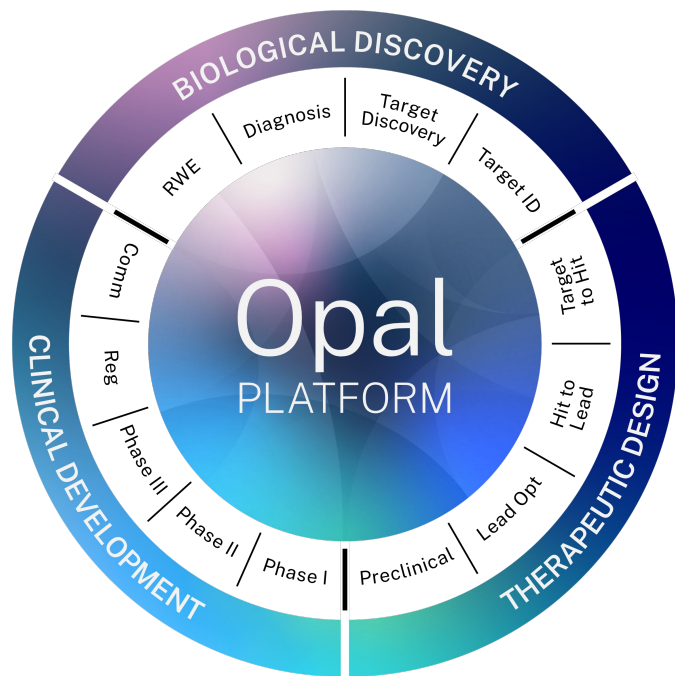 BIOLOGICAL DISCOVERY
RWE
Diagnosis
Target
Discovery
Target ID
THERAPEUTIC DESIGN
Target
to Hit
Hit to
Lead
Lead Opt
Preclinical
CLINICAL DEVELOPMENT
Phase I
Phase II
Phase III
Reg
Comm
Opal
PLATFORM